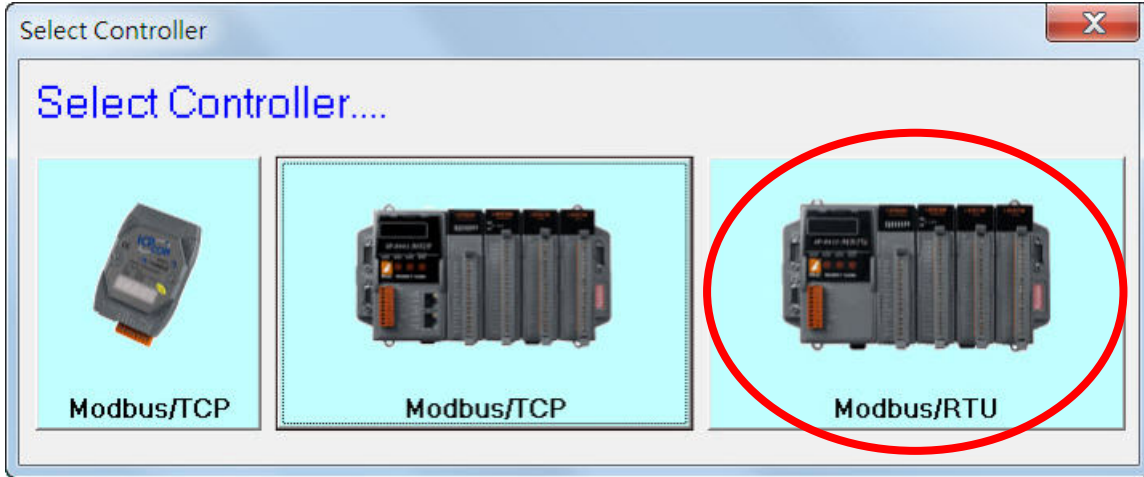 Select Controller
Select Controller....
Modbus/TCP
Modbus/TCP
Modbus/RTU